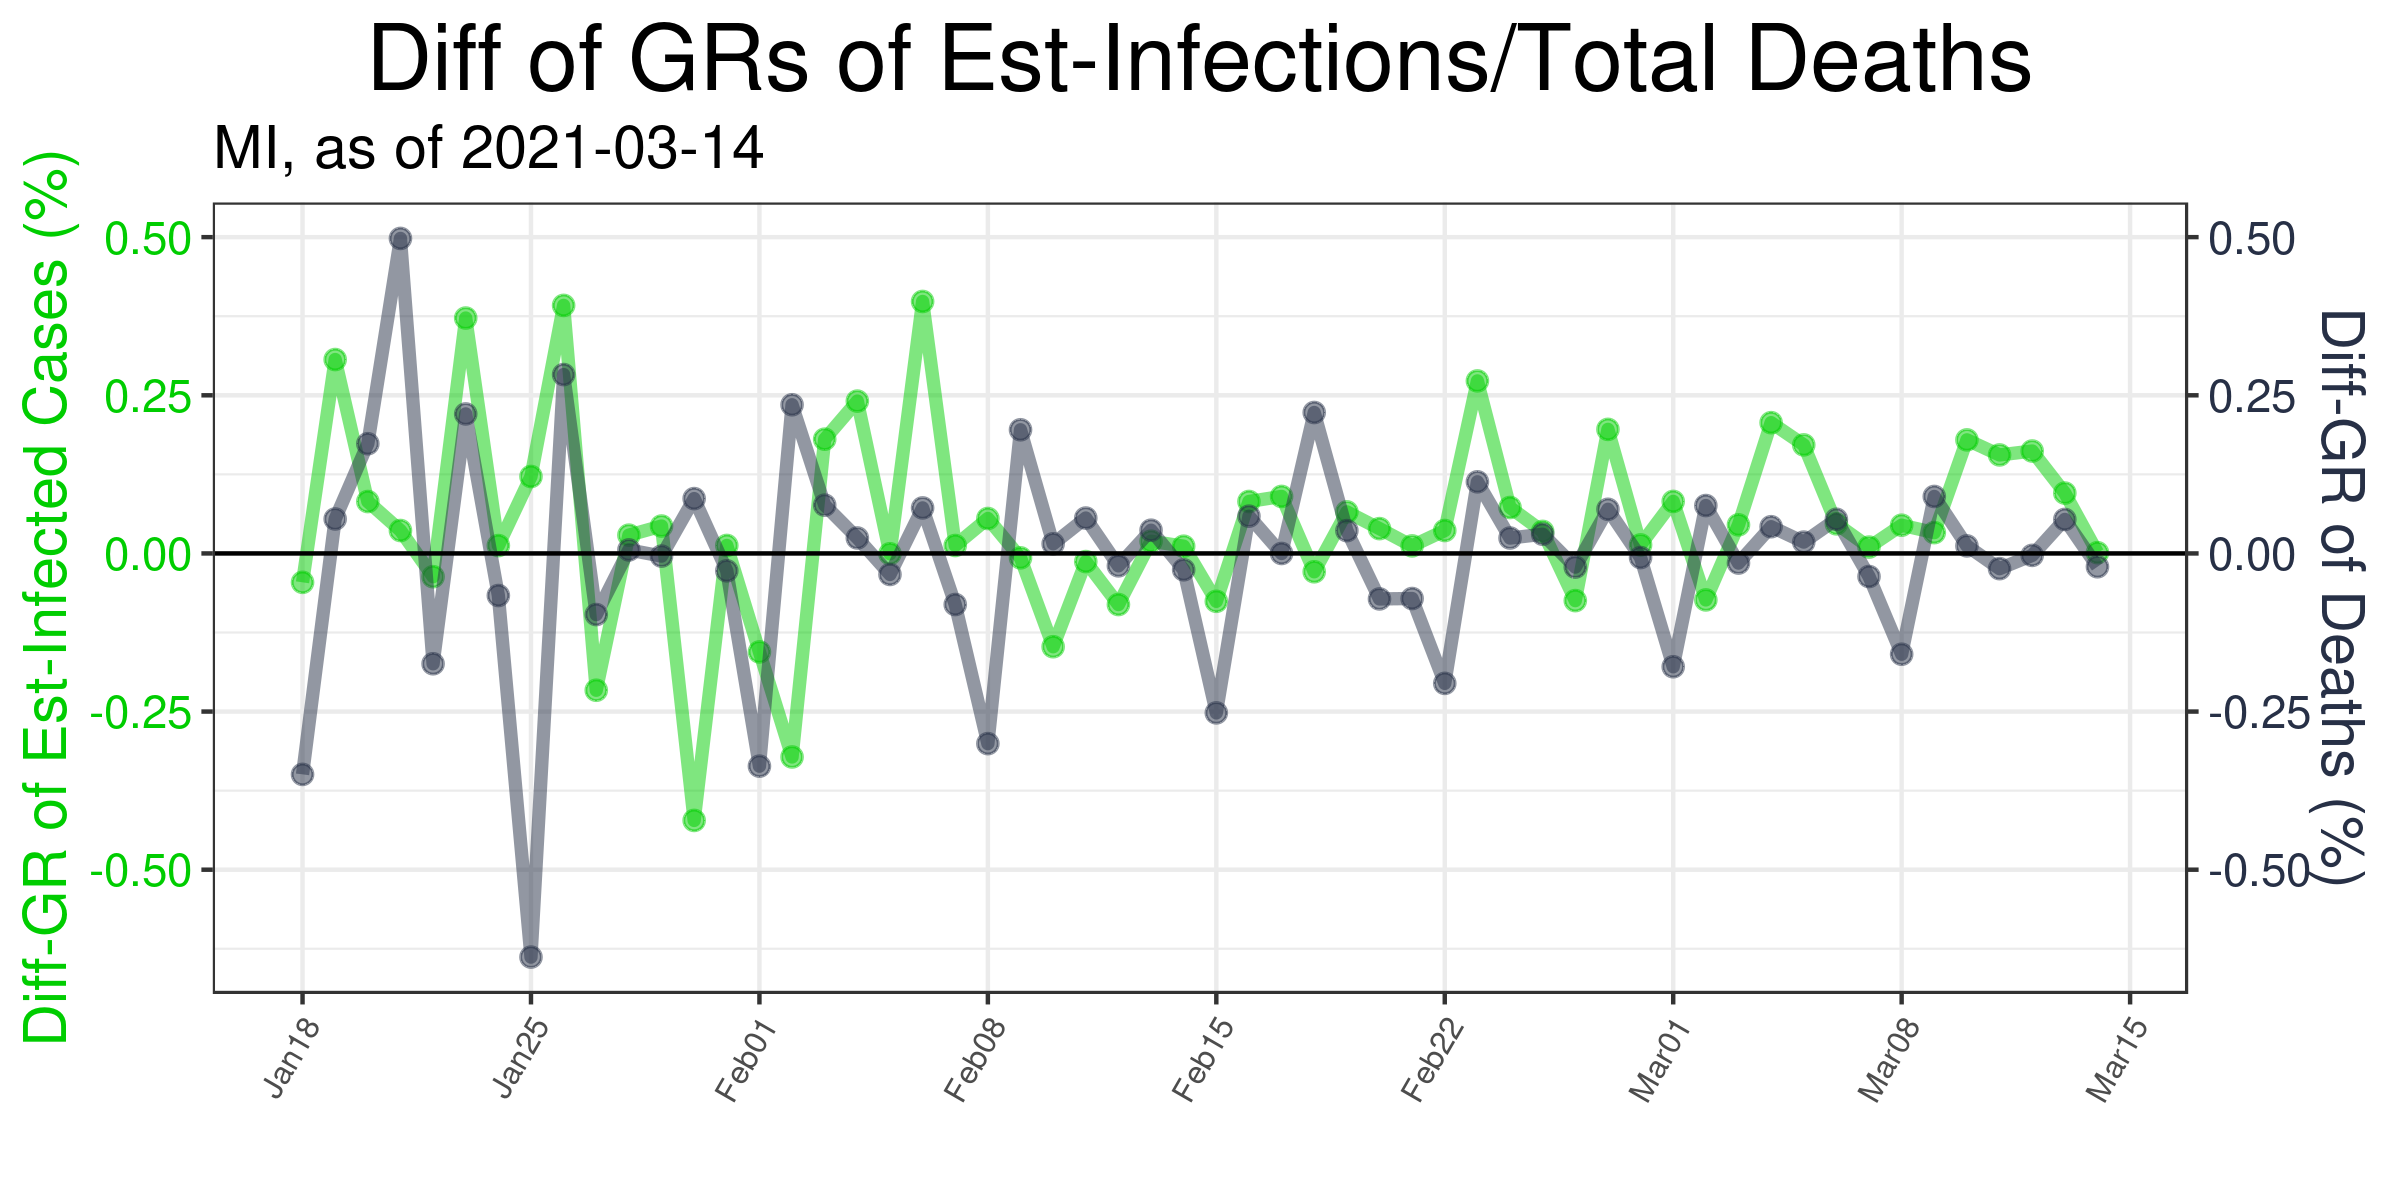 Diff of GRs of Est-Infections/Total Deaths
MI, as of 2021-03-14
Diff-GR of Est-Infected Cases (%)
0.50
0.25
0.00
-0.25
-0.50
0.50
0.25
0.00
-0.25
-0.50
Diff-GR of Deaths (%)
Jan18
Jan25
Feb01
Feb08
Feb15
Feb22
Mar01
Mar08
Mar15